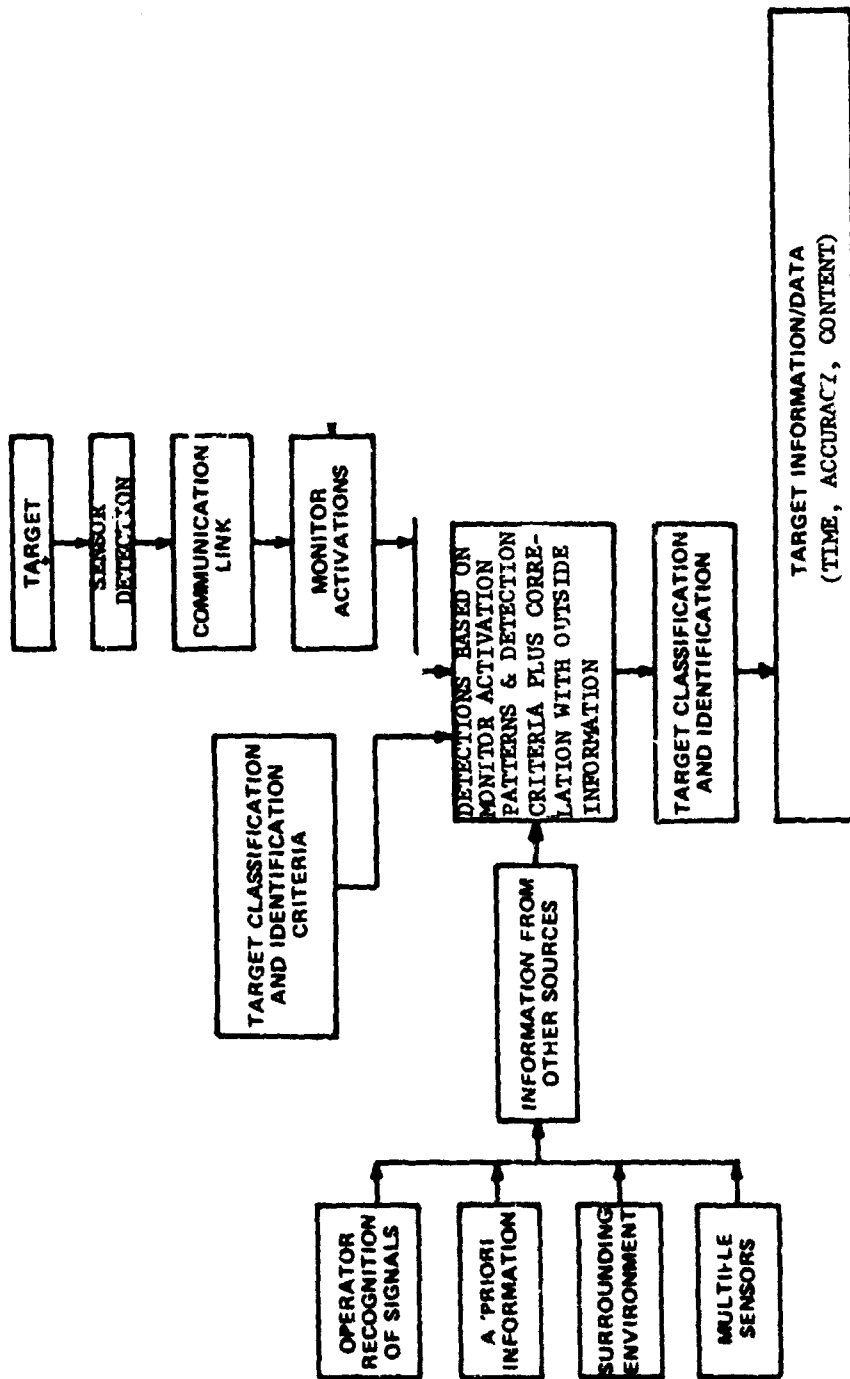 TARGET
SENSOR
DETECTION
COMMUNICATION
LINK
MONITOR
ACTIVATIONS
TARGET CLASSIFICATION
AND IDENTIFICATION
CRITERIA
DETECTIONS BASED ON
MONITOR ACTIVATION
PATTERNS & DETECTION
CRITERIA PLUS CORRE-
LATION WITH OUTSIDE
INFORMATION
OPERATOR
RECOGNITION
OF SIGNALS
A 'PRIORI
INFORMATION
SURROUNDING
ENVIRONMENT
MULTIPLE
SENSORS
INFORMATION FROM
OTHER SOURCES
TARGET CLASSIFICATION
AND IDENTIFICATION
TARGET INFORMATION/DATA
(TIME, ACCURACY, CONTENT)